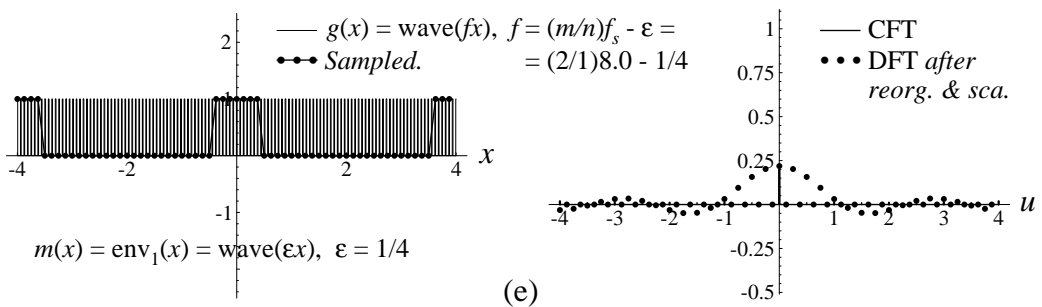 g(x) = wave(fx), f = (m/n)f_s - ε =
Sampled. = (2/1)8.0 - 1/4
2
1
-4 -2 2 4 x
-1
m(x) = env_1(x) = wave(εx), ε = 1/4
CFT
DFT after
reorg. & sca.
1
0.75
0.5
0.25
-4 -3 -2 -1 1 2 3 4 u
-0.25
-0.5
(e)